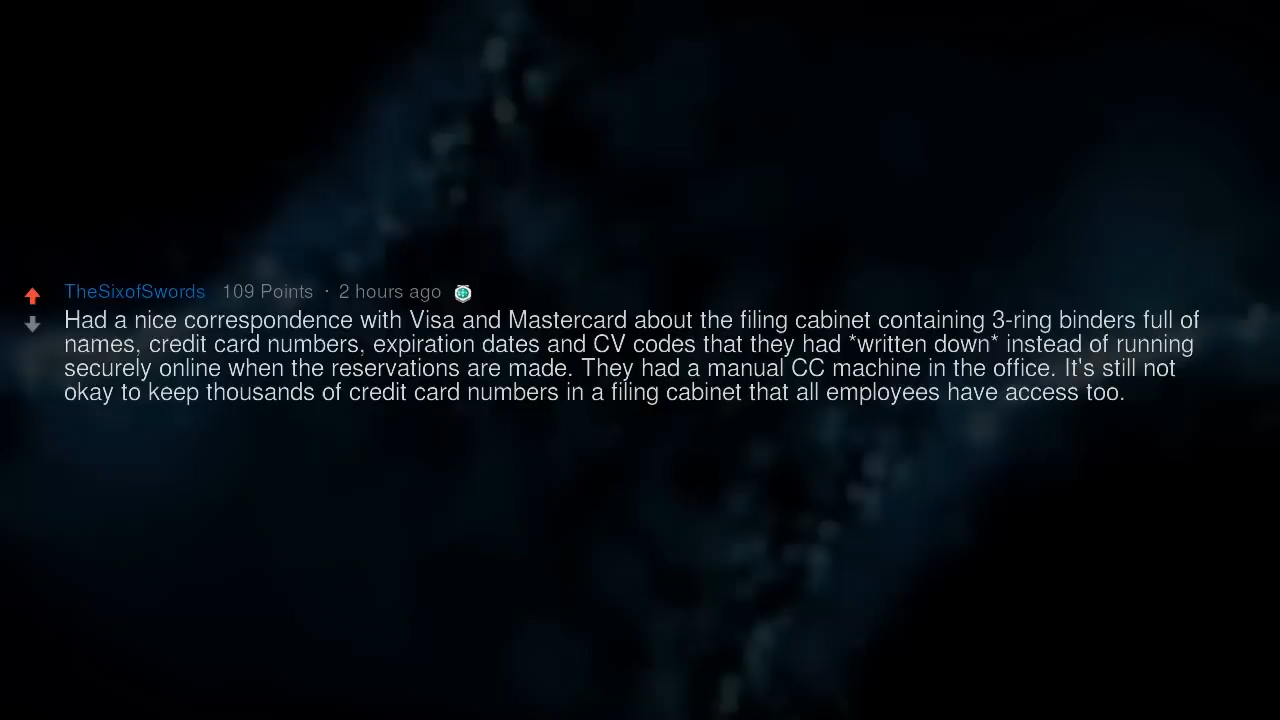 TheSixofSwords 109 Points · 2 hours ago
Had a nice correspondence with Visa and Mastercard about the filing cabinet containing 3-ring binders full of
names, credit card numbers, expiration dates and CV codes that they had *written down* instead of running
securely online when the reservations are made. They had a manual CC machine in the office. It's still not
okay to keep thousands of credit card numbers in a filing cabinet that all employees have access too.